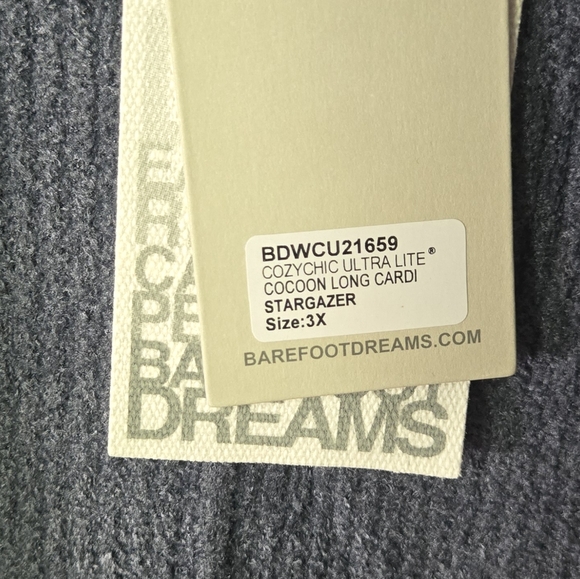 BDWCU21659
COZYCHIC ULTRA LITE®
COCOON LONG CARDI
STARGAZER
Size:3X
BAREFOOTDREAMS.COM
DREAMS